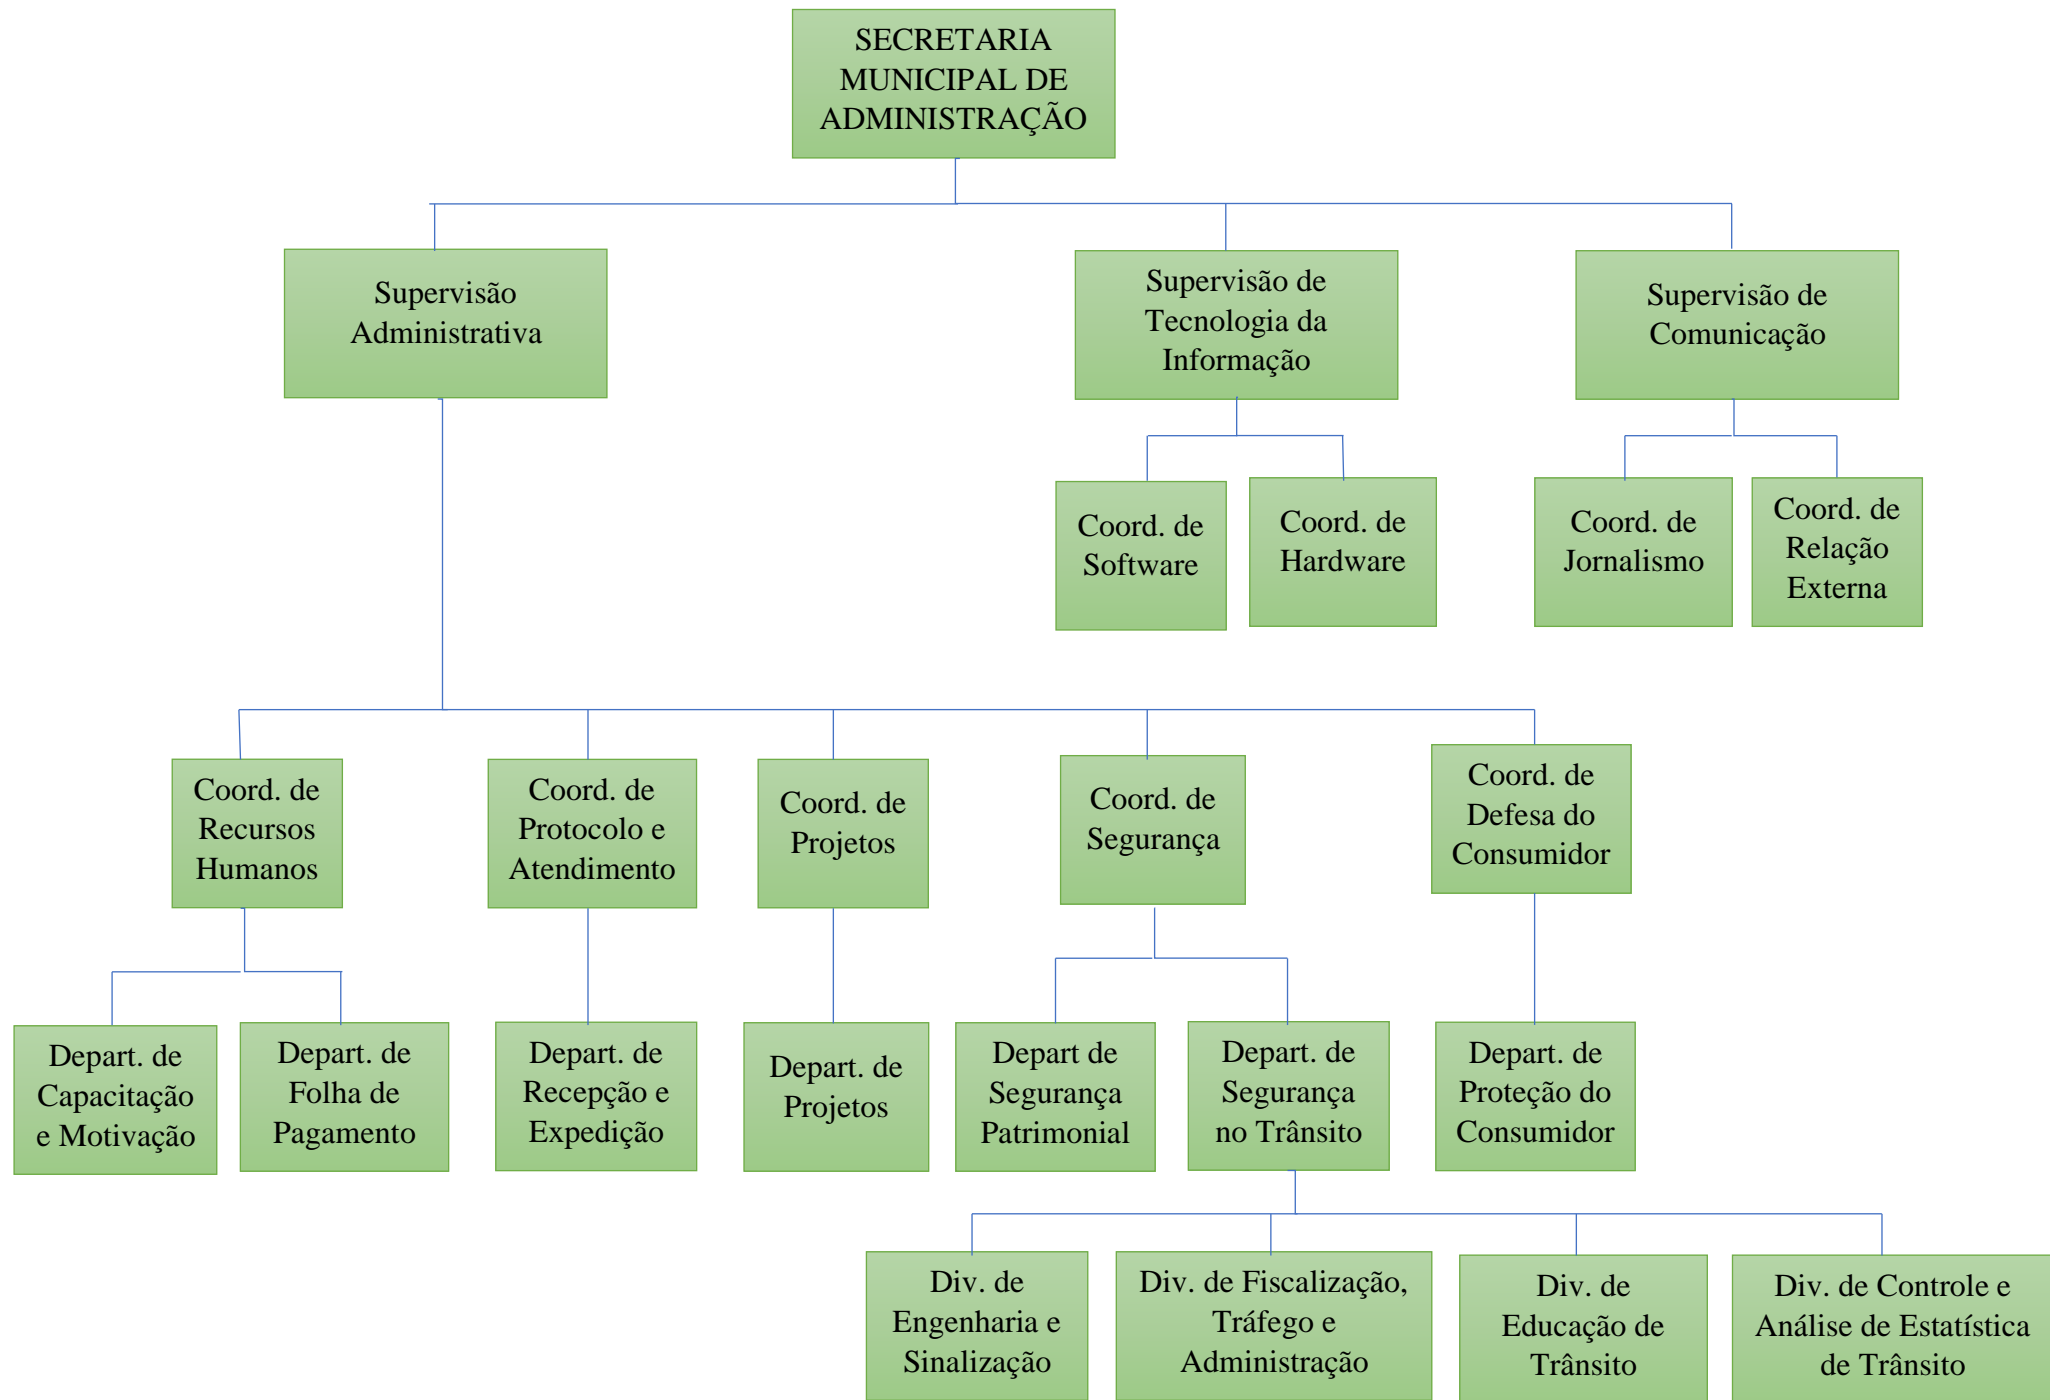 SECRETARIA
MUNICIPAL DE
ADMINISTRAÇÃO
Supervisão
Administrativa
Supervisão de
Tecnologia da
Informação
Supervisão de
Comunicação
Coord. de
Software
Coord. de
Hardware
Coord. de
Jornalismo
Coord. de
Relação
Externa
Coord. de
Recursos
Humanos
Coord. de
Protocolo e
Atendimento
Coord. de
Projetos
Coord. de
Segurança
Coord. de
Defesa do
Consumidor
Depart. de
Capacitação
e Motivação
Depart. de
Folha de
Pagamento
Depart. de
Recepção e
Expedição
Depart. de
Projetos
Depart de
Segurança
Patrimonial
Depart. de
Segurança
no Trânsito
Depart. de
Proteção do
Consumidor
Div. de
Engenharia e
Sinalização
Div. de Fiscalização,
Tráfego e
Administração
Div. de
Educação de
Trânsito
Div. de Controle e
Análise de Estatística
de Trânsito